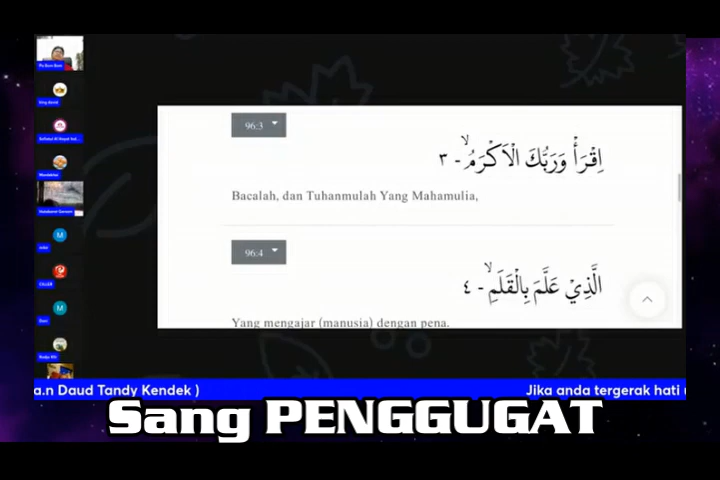 96:3
اِقْرَأْ وَرَبُّكَ الْاَكْرَمُۙ - ٣
Bacalah, dan Tuhanmulah Yang Mahamulia,
96:4
الَّذِيْ عَلَّمَ بِالْقَلَمِۙ - ٤
Yang mengajar (manusia) dengan pena.
a.n Daud Tandy Kendek )
Jika anda tergerak hati u
Sang PENGGUGAT